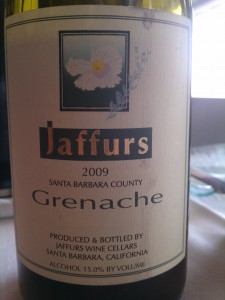 Jaffurs
2009
SANTA BARBARA COUNTY
Grenache
PRODUCED & BOTTLED BY
JAFFURS WINE CELLARS
SANTA BARBARA, CALIFORNIA
ALCOHOL 15.0% BY VOLUME